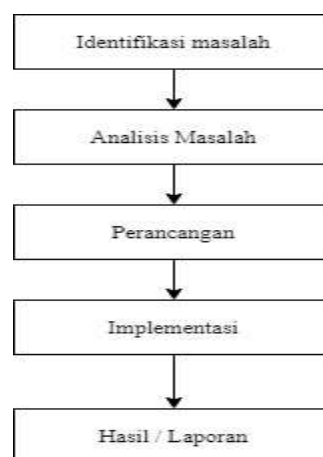 Identifikasi masalah
Analisis Masalah
Perancangan
Implementasi
Hasil / Laporan